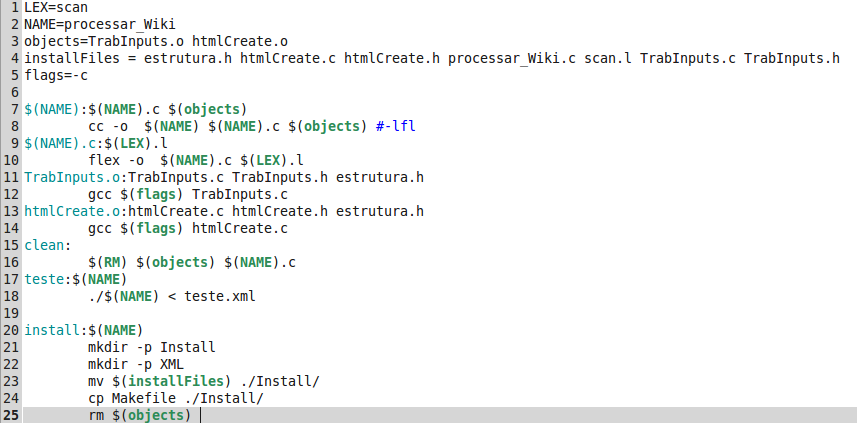 1 LEX=scan
2 NAME=processar_Wiki
3 objects=TrabInputs.o htmlCreate.o
4 installFiles = estrutura.h htmlCreate.c htmlCreate.h processar_Wiki.c scan.l TrabInputs.c TrabInputs.h
5 flags=-c
6
7 $(NAME):$(NAME).c $(objects)
8         cc -o  $(NAME) $(NAME).c $(objects) #-lfl
9 $(NAME).c:$(LEX).l
10         flex -o  $(NAME).c $(LEX).l
11 TrabInputs.o:TrabInputs.c TrabInputs.h estrutura.h
12         gcc $(flags) TrabInputs.c
13 htmlCreate.o:htmlCreate.c htmlCreate.h estrutura.h
14         gcc $(flags) htmlCreate.c
15 clean:
16         $(RM) $(objects) $(NAME).c
17 teste:$(NAME)
18         ./$(NAME) < teste.xml
19
20 install:$(NAME)
21         mkdir -p Install
22         mkdir -p XML
23         mv $(installFiles) ./Install/
24         cp Makefile ./Install/
25         rm $(objects)